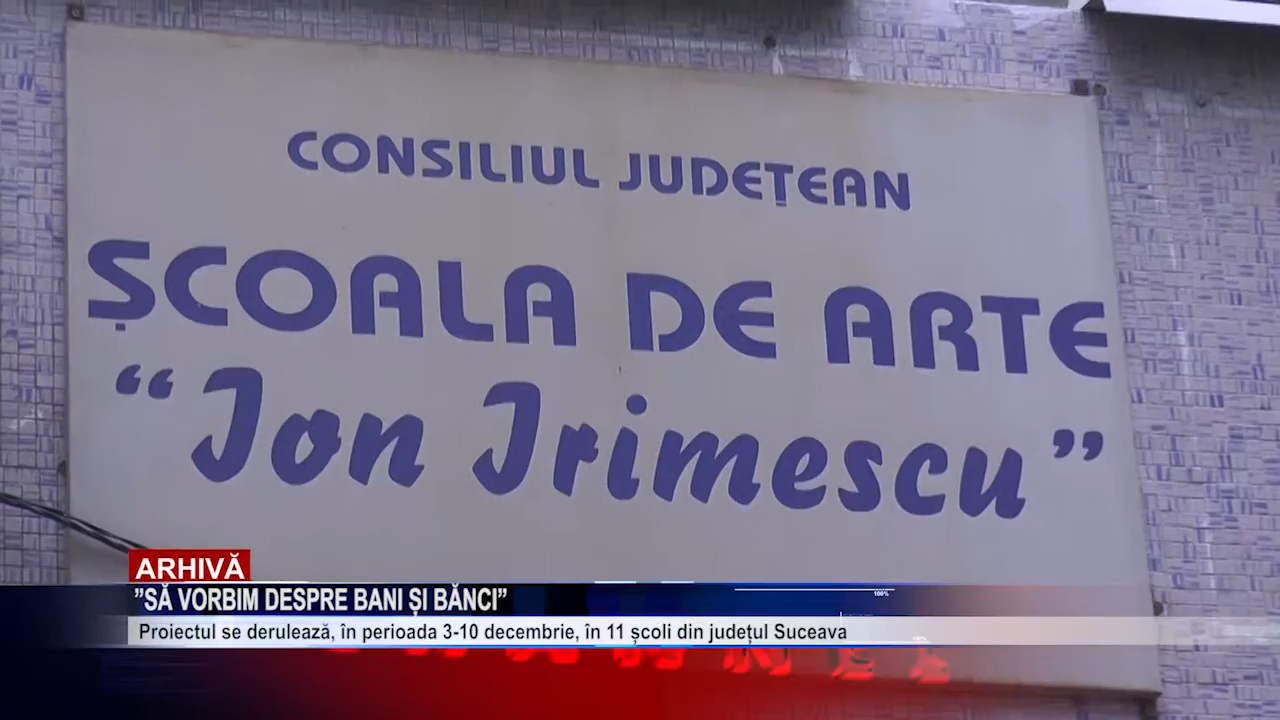 CONSILIUL JUDEȚEAN
ȘCOALA DE ARTE
“Ion Irimescu”
ARHIVĂ
”SĂ VORBIM DESPRE BANI ȘI BĂNCI”
100%
Proiectul se derulează, în perioada 3-10 decembrie, în 11 școli din județul Suceava